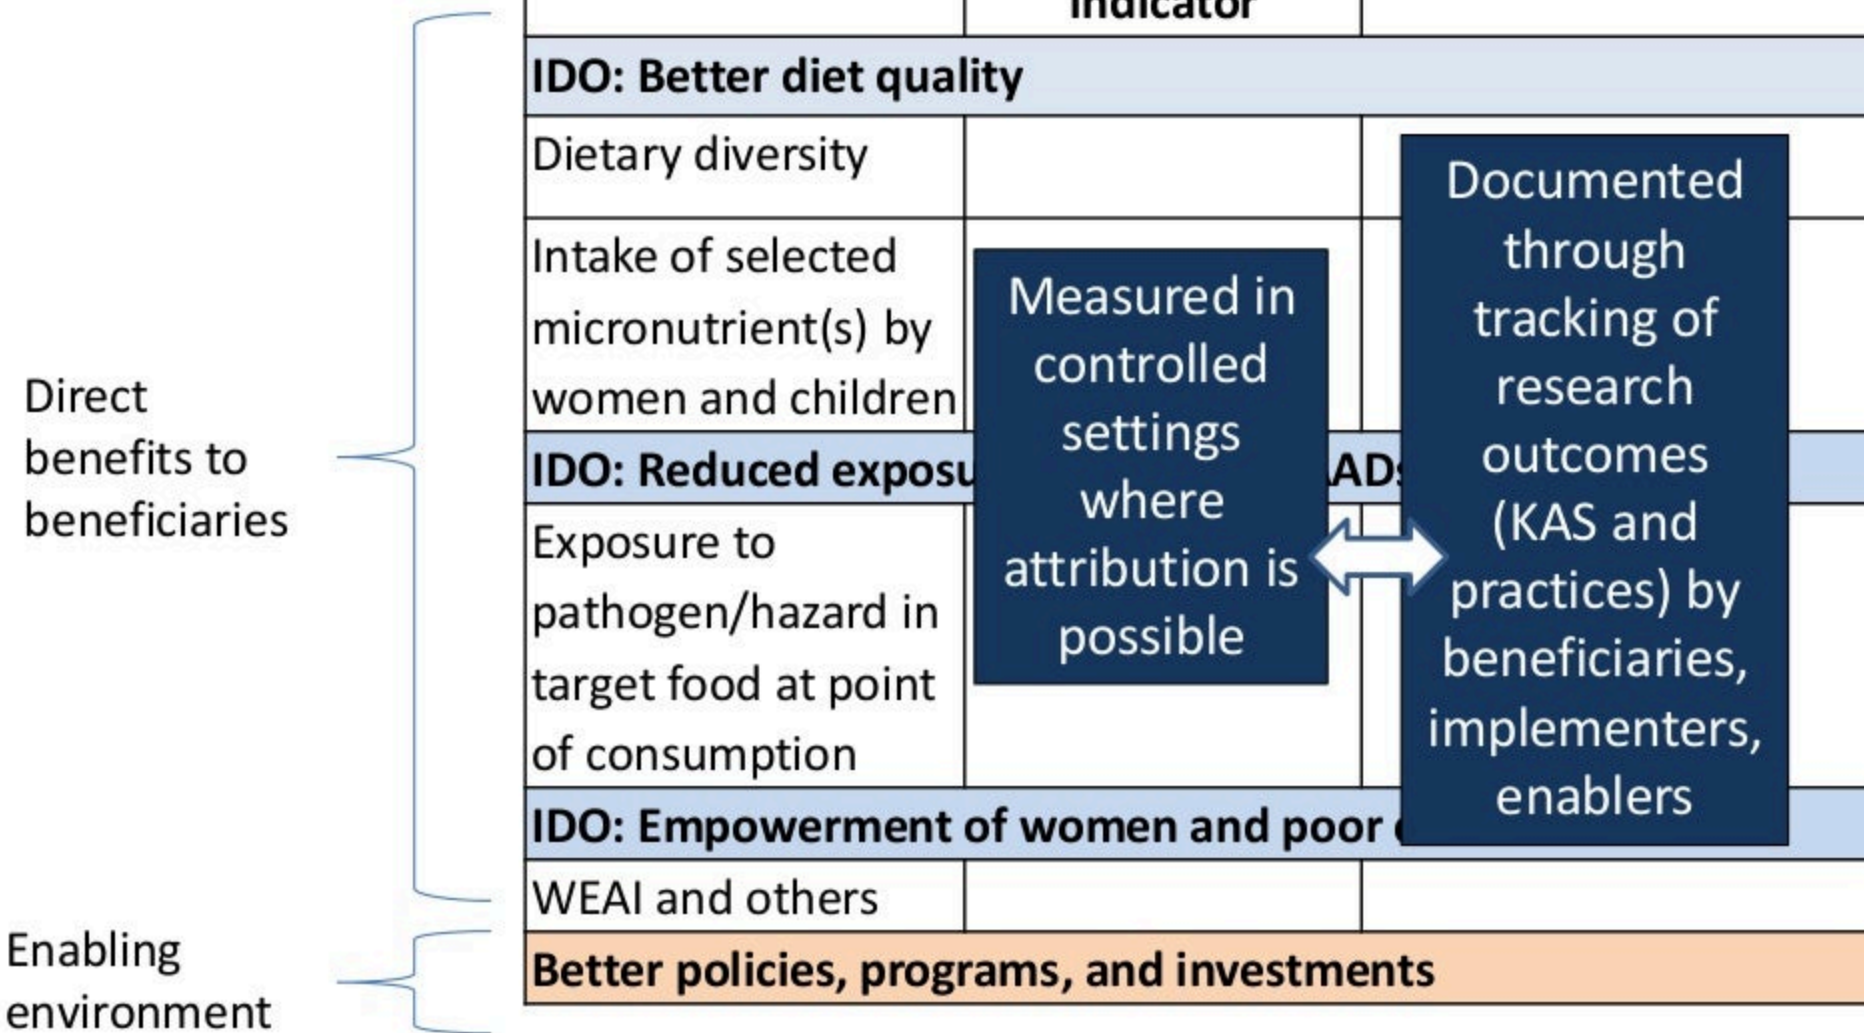 indicator
IDO: Better diet quality
Dietary diversity
Intake of selected
micronutrient(s) by
women and children
IDO: Reduced
Exposure to
pathogen/hazard in
target food at point
of consumption
IDO: Empowerment of women and poor
WEAI and others
Better policies, programs, and investments
Measured in
controlled
settings
where
attribution is
possible
Documented
through
tracking of
research
outcomes
(KAS and
practices) by
beneficiaries,
implementers,
enablers
Direct
benefits to
beneficiaries
Enabling
environment